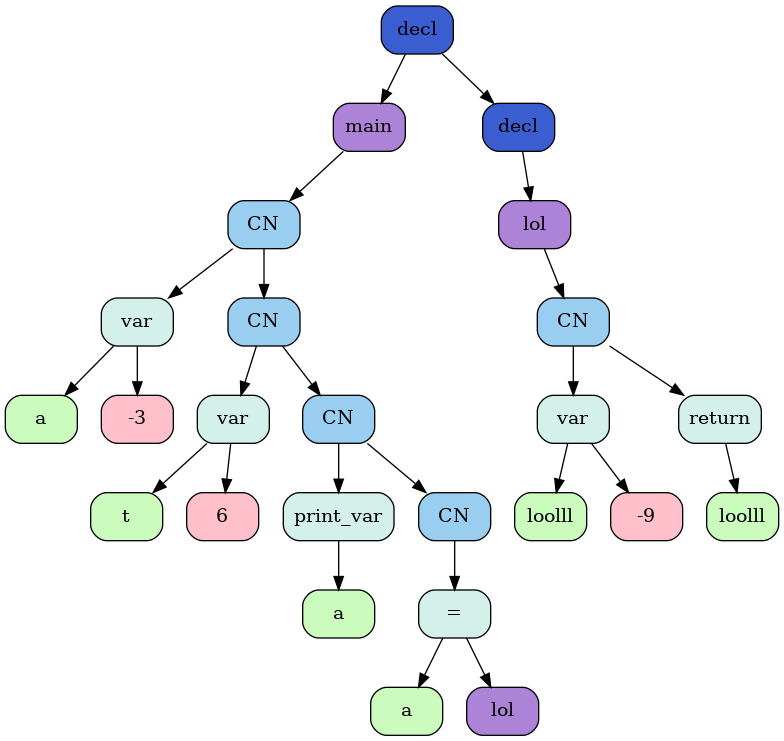 decl
main decl
CN lol
var CN CN
a -3 var CN var return
t 6 print_var CN loolll -9 loolll
a =
a lol